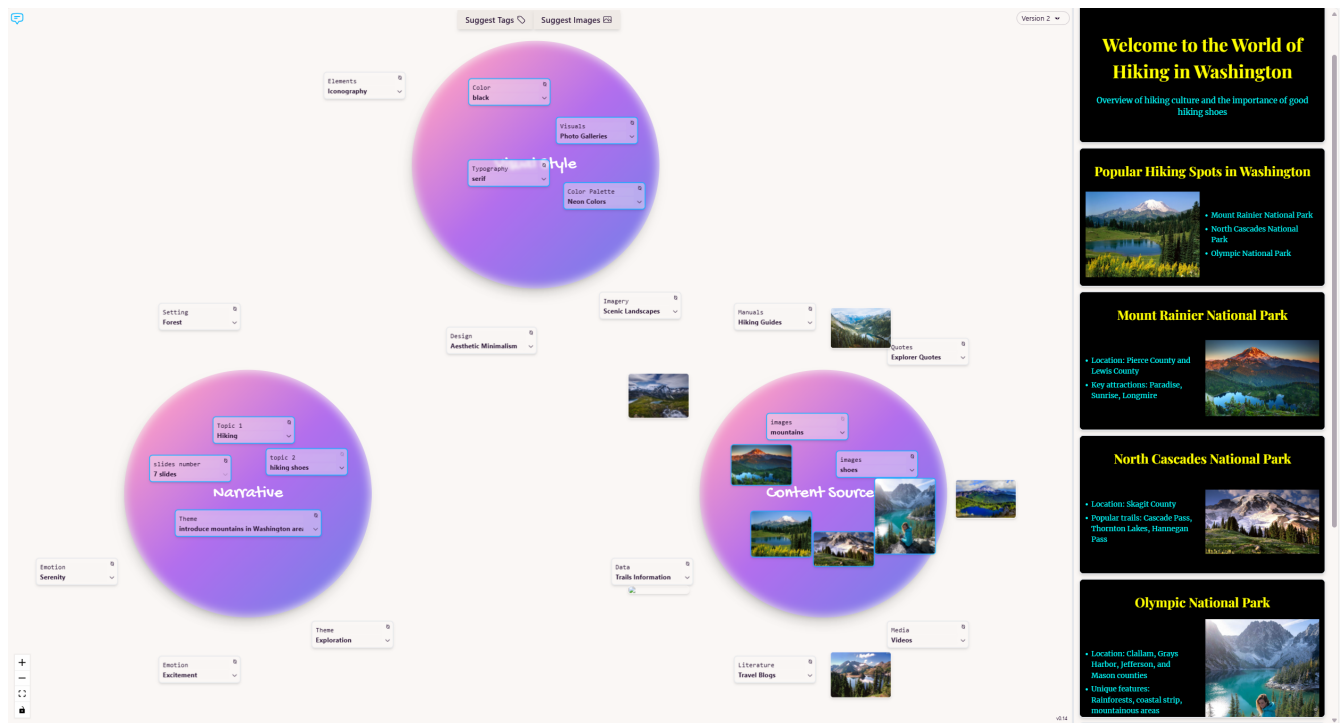 Suggest Tags
Suggest Images
Version 2
Elements
Iconography
Color
black
Visuals
Photo Galleries
Visual Style
Typography
serif
Color Palette
Neon Colors
Imagery
Scenic Landscapes
Setting
Forest
Design
Aesthetic Minimalism
Manuals
Hiking Guides
Quotes
Explorer Quotes
Topic 1
Hiking
topic 2
hiking shoes
slides number
7 slides
Narrative
Theme
introduce mountains in Washington area
Emotion
Serenity
Theme
Exploration
Emotion
Excitement
images
mountains
images
shoes
Content Source
Data
Trails Information
Media
Videos
Literature
Travel Blogs
v0.14
Welcome to the World of
Hiking in Washington
Overview of hiking culture and the importance of good
hiking shoes
Popular Hiking Spots in Washington
• Mount Rainier National Park
• North Cascades National
Park
• Olympic National Park
Mount Rainier National Park
• Location: Pierce County and
Lewis County
• Key attractions: Paradise,
Sunrise, Longmire
North Cascades National Park
• Location: Skagit County
• Popular trails: Cascade Pass,
Thornton Lakes, Hannegan
Pass
Olympic National Park
• Location: Clallam, Grays
Harbor, Jefferson, and
Mason counties
• Unique features:
Rainforests, coastal strip,
mountainous areas